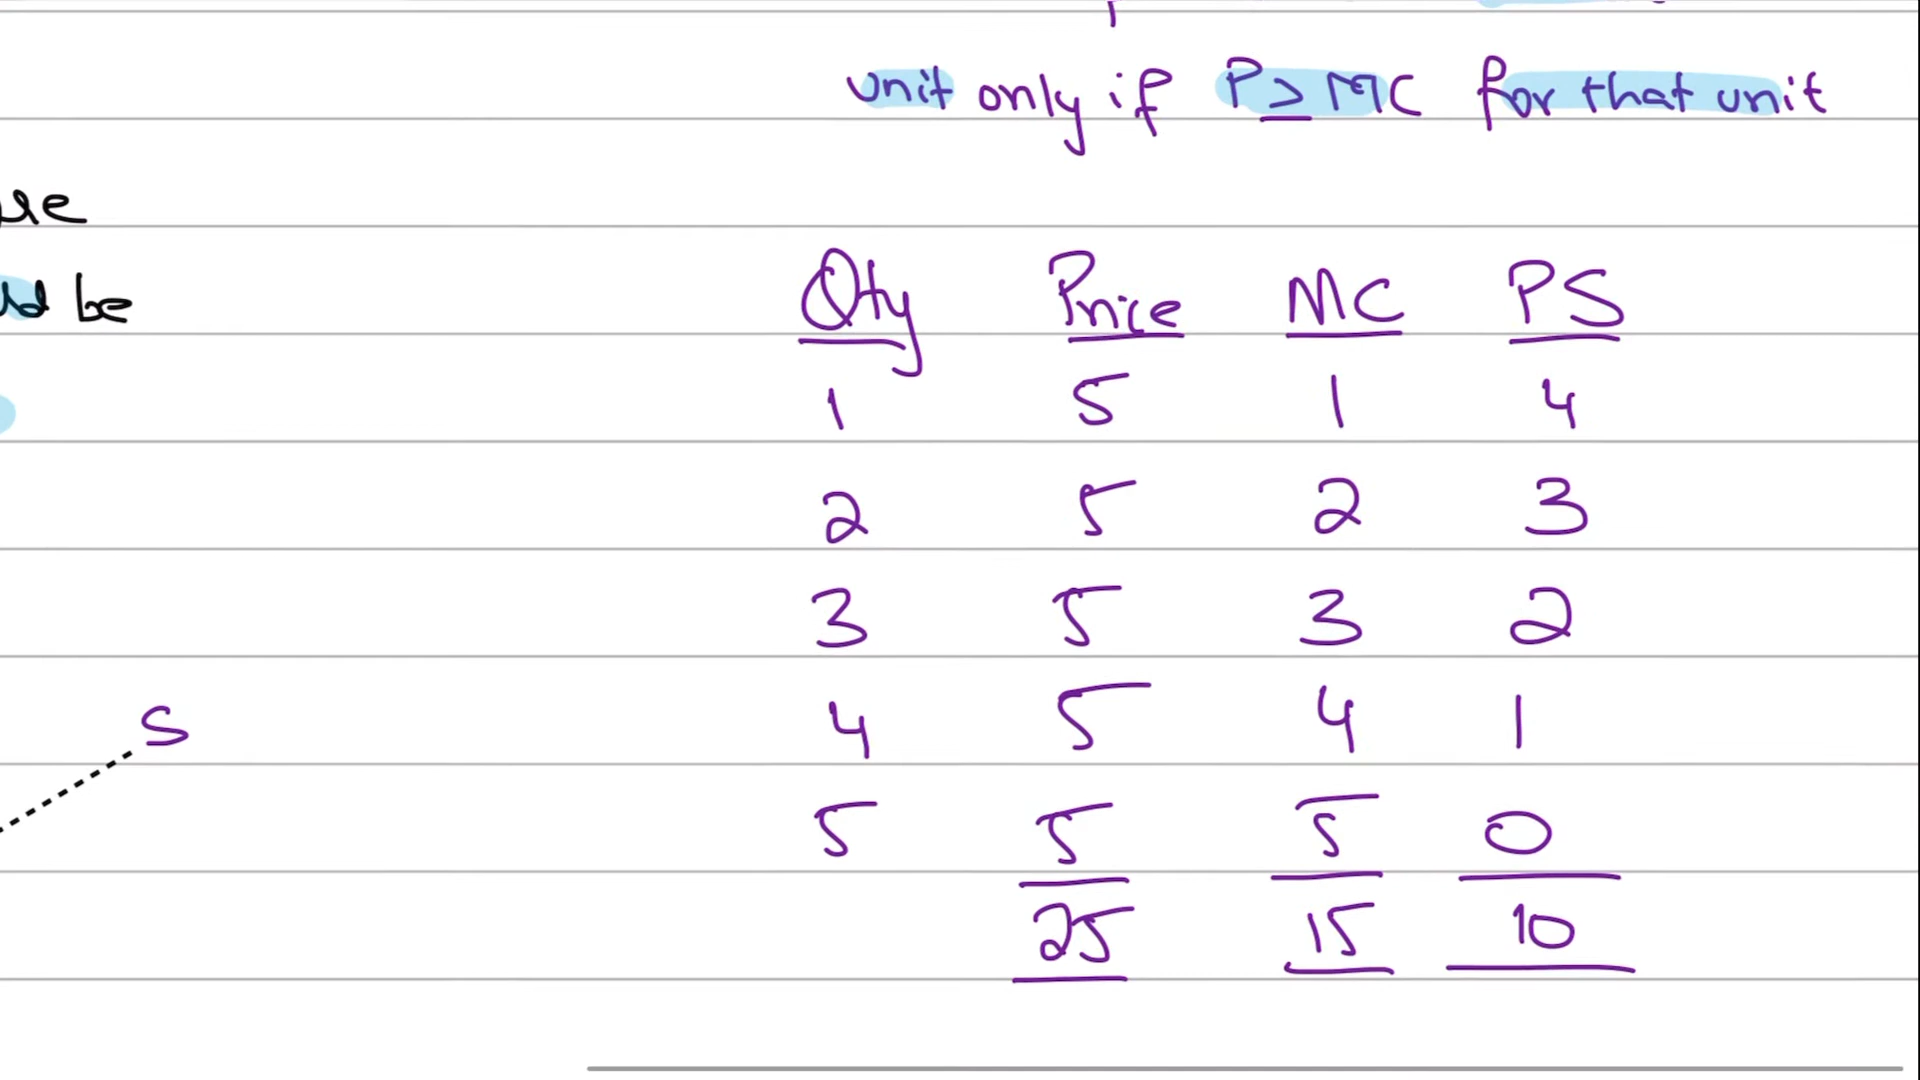 unit only if P ≥ MC for that unit
be
Qty Price MC PS
1 5 1 4
2 5 2 3
3 5 3 2
S 4 5 4 1
5 5 5 0
25 15 10